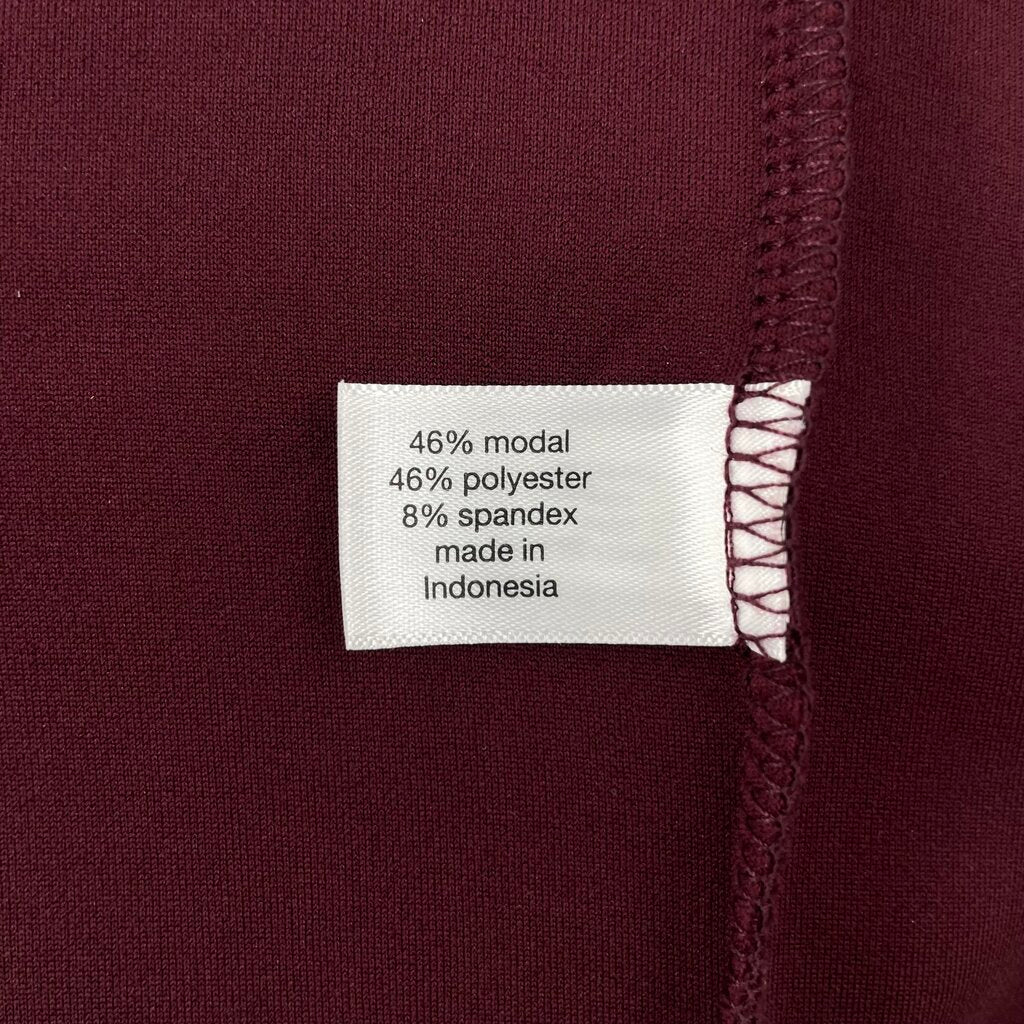 46% modal
46% polyester
8% spandex
made in
Indonesia